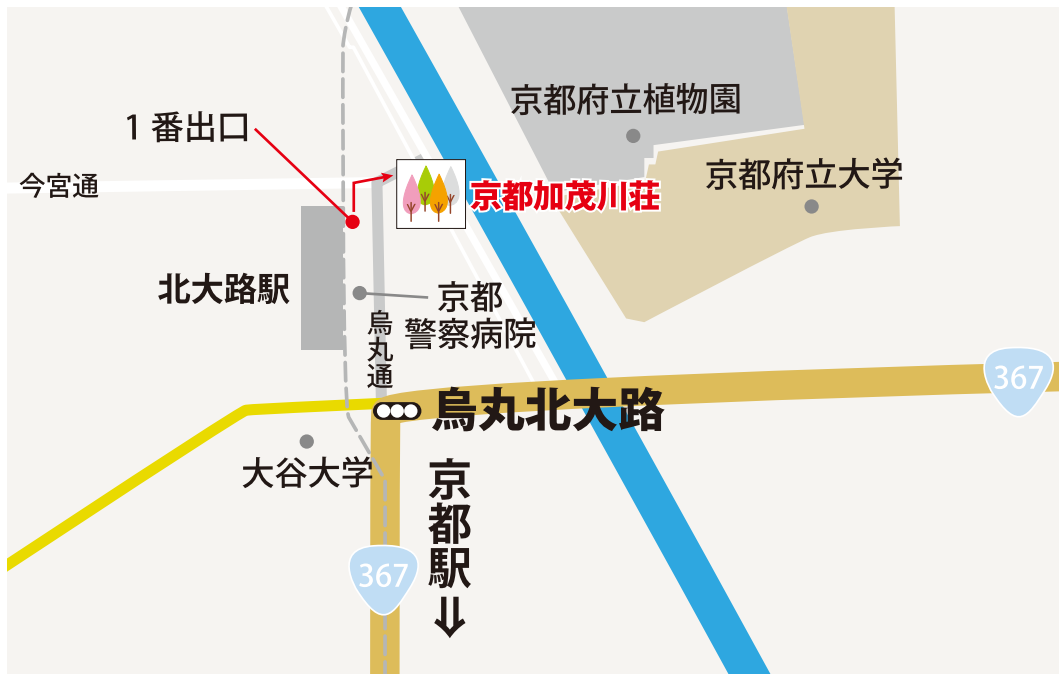 京都府立植物園
1番出口
京都府立大学
今宮通
京都加茂川荘
北大路駅
京都
警察病院
烏丸通
367
烏丸北大路
大谷大学
京都駅⇓
367